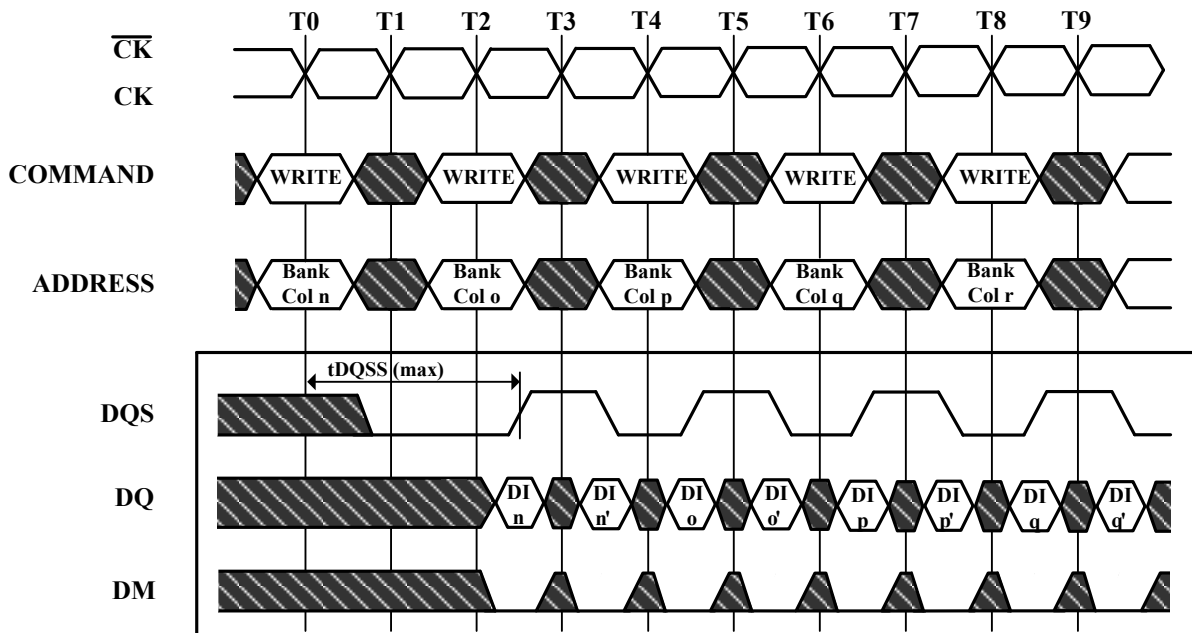 T0 T1 T2 T3 T4 T5 T6 T7 T8 T9
CK
CK
COMMAND
WRITE WRITE WRITE WRITE WRITE
ADDRESS
Bank Bank Bank Bank Bank
Col n Col o Col p Col q Col r
tDQSS (max)
DQS
DQ
DI DI DI DI DI DI DI DI
n n' o o' p p' q q'
DM